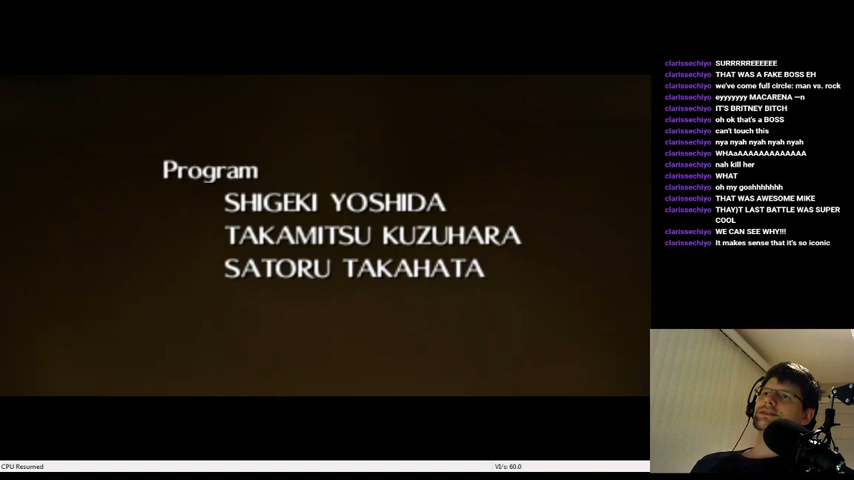 Program
SHIGEKI YOSHIDA
TAKAMITSU KUZUHARA
SATORU TAKAHATA
clarissechiyo SURRRREEEEEE
clarissechiyo THAT WAS A FAKE BOSS EH
clarissechiyo we've come full circle: man vs. rock
clarissechiyo eyyyyyy MACARENA ~n
clarissechiyo IT'S BRITNEY BITCH
clarissechiyo oh ok that's a BOSS
clarissechiyo can't touch this
clarissechiyo nya nyah nyah nyah nyah
clarissechiyo WHAaAAAAAAAAAAAA
clarissechiyo nah kill her
clarissechiyo WHAT
clarissechiyo oh my goshhhhhhh
clarissechiyo THAT WAS AWESOME MIKE
clarissechiyo THAY)T LAST BATTLE WAS SUPER
COOL
clarissechiyo WE CAN SEE WHY!!!
clarissechiyo It makes sense that it's so iconic
CPU Resumed
VI/s: 60.0